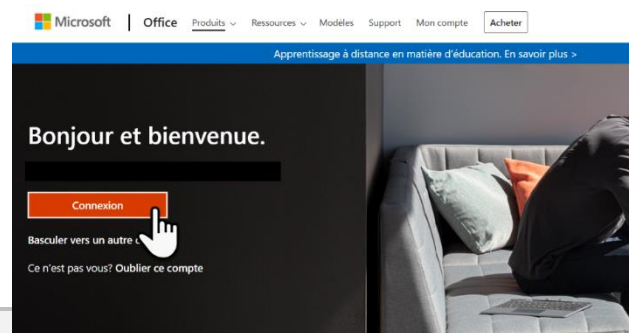 Microsoft Office Produits Ressources Modèles Support Mon compte Acheter
Apprentissage à distance en matière d'éducation. En savoir plus >
Bonjour et bienvenue.
Connexion
Basculer vers un autre
Ce n'est pas vous? Oublier ce compte